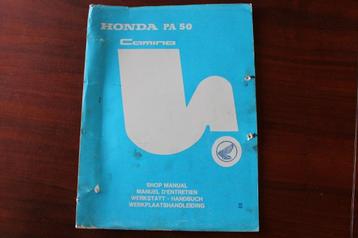 HONDA PA 50
Camino
SHOP MANUAL
MANUEL D'ENTRETIEN
WERKSTATT - HANDBUCH
WERKPLAATSHANDLEIDING